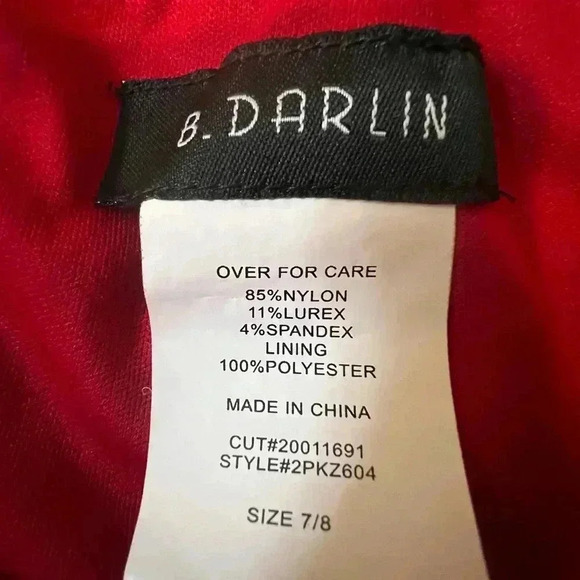 B. DARLIN
OVER FOR CARE
85%NYLON
11%LUREX
4%SPANDEX
LINING
100%POLYESTER
MADE IN CHINA
CUT#20011691
STYLE#2PKZ604
SIZE 7/8